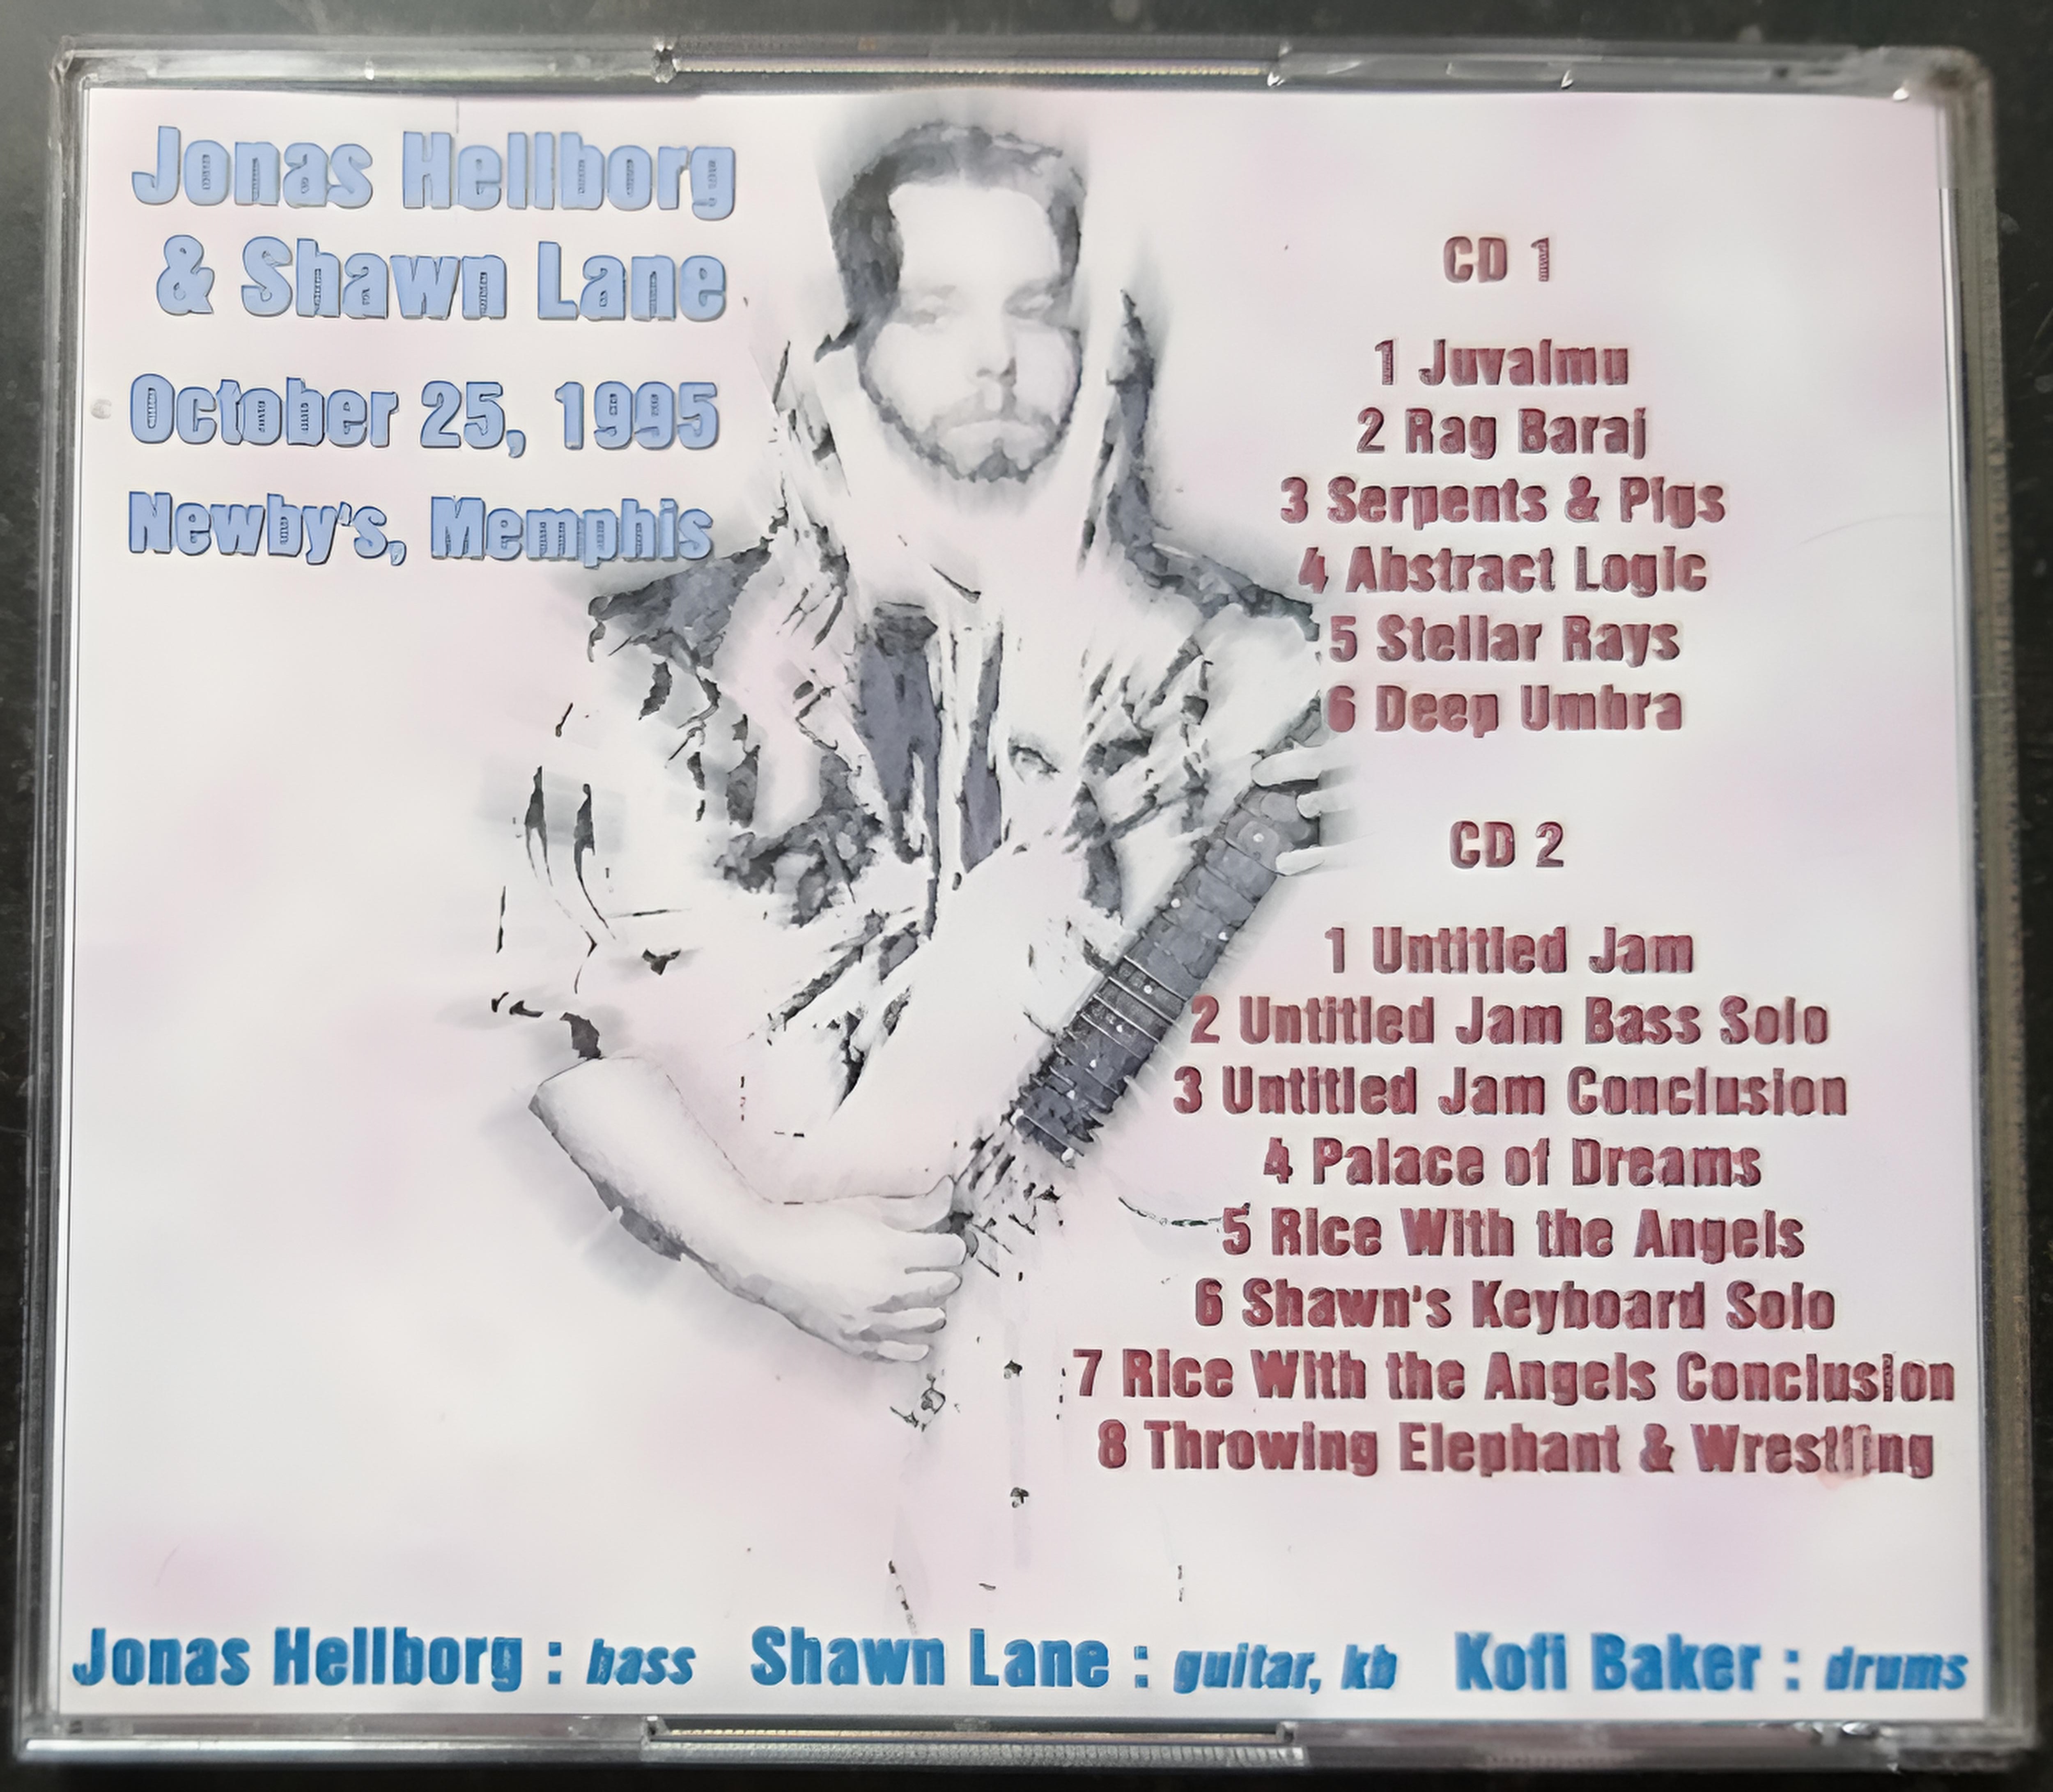 Jonas Hellborg
& Shawn Lane
October 25, 1995
Newby's, Memphis
CD 1
1 Juvalmu
2 Rag Baraj
3 Serpents & Pigs
4 Abstract Logic
5 Stellar Rays
6 Deep Umbra
CD 2
1 Untitled Jam
2 Untitled Jam Bass Solo
3 Untitled Jam Conclusion
4 Palace of Dreams
5 Rice With the Angels
6 Shawn's Keyboard Solo
7 Rice With the Angels Conclusion
8 Throwing Elephant & Wrestling
Jonas Hellborg : bass Shawn Lane : guitar, kb Kofi Baker : drums